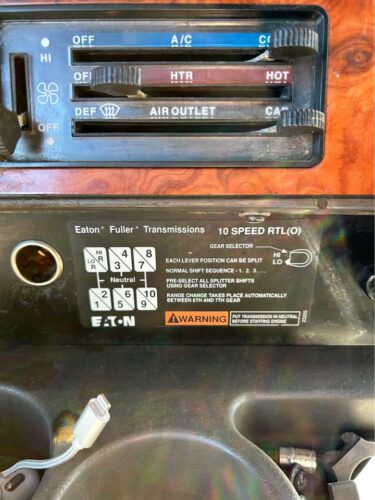 OFF A/C CO
HI
OF HTR HOT
OFF
DEF AIR OUTLET CA
Eaton® Fuller® Transmissions 10 SPEED RTL(O)
GEAR SELECTOR
HI
LO
LO HI R R
4 3
8 7
EACH LEVER POSITION CAN BE SPLIT
NORMAL SHIFT SEQUENCE - 1. 2. 3. . . .
Neutral
PRE-SELECT ALL SPLITTER SHIFTS
USING GEAR SELECTOR
2 1
6 5
10 9
RANGE CHANGE TAKES PLACE AUTOMATICALLY
BETWEEN 6TH AND 7TH GEAR
EATON
WARNING PUT TRANSMISSION IN NEUTRAL
BEFORE STARTING ENGINE